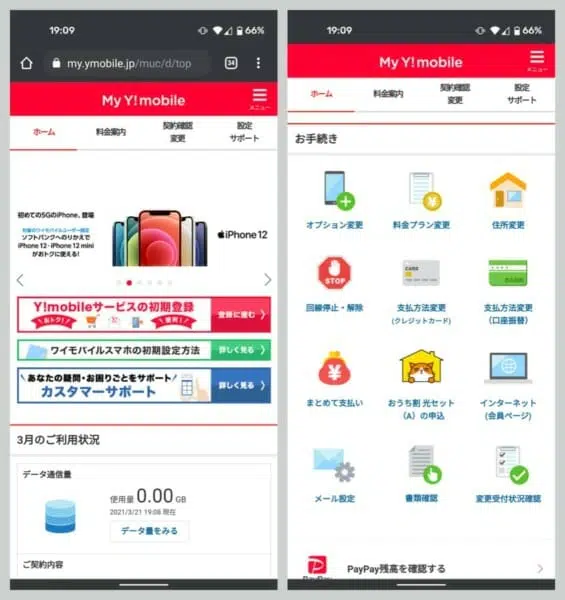 19:09
66%
my.ymobile.jp/muc/d/top
34
My Y!mobile
メニュー
ホーム
料金案内
契約確認
変更
設定
サポート
初めての5GのiPhone、登場
ソフトバンクへのりかえで
iPhone 12・iPhone 12 mini
がおトクに使える!
iPhone 12
Y!mobileサービスの初期登録
おトク!
便利!
登録に進む
ワイモバイルスマホの初期設定方法
詳しく見る
あなたの疑問・お困りごとをサポート
カスタマーサポート
詳しく見る
3月のご利用状況
データ通信量
使用量 0.00 GB
2021/3/21 19:08 現在
データ量をみる
ご契約内容
19:09
66%
My Y!mobile
メニュー
ホーム
料金案内
契約確認
変更
設定
サポート
お手続き
オプション変更
料金プラン変更
住所変更
STOP
回線停止・解除
CARD
支払方法変更
(クレジットカード)
支払方法変更
(口座振替)
まとめて支払い
おうち割 光セット
(A)の申込
インターネット
(会員ページ)
メール設定
書類確認
変更受付状況確認
PayPay残高を確認する
PayPay